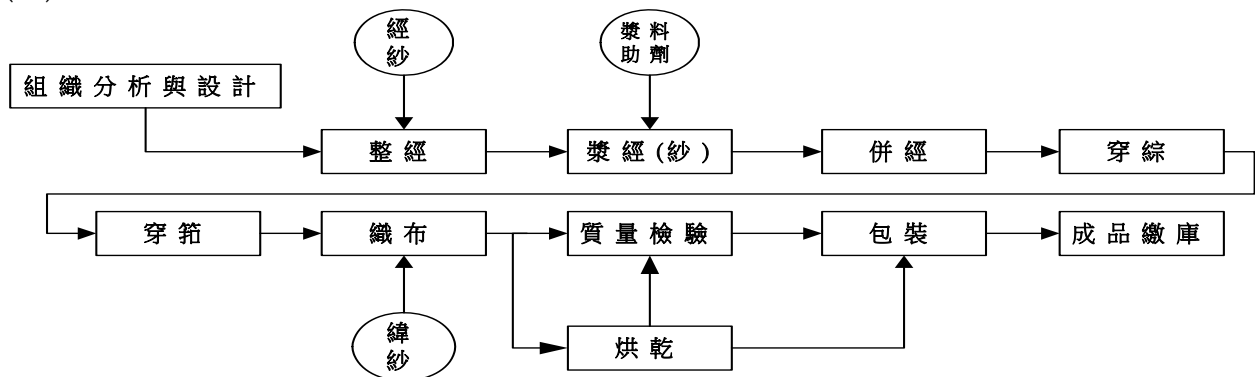 經
紗
漿料
助劑
組織分析與設計
整經
漿經(紗)
併經
穿綜
穿筘
織布
質量檢驗
包裝
成品繳庫
緯
紗
烘乾